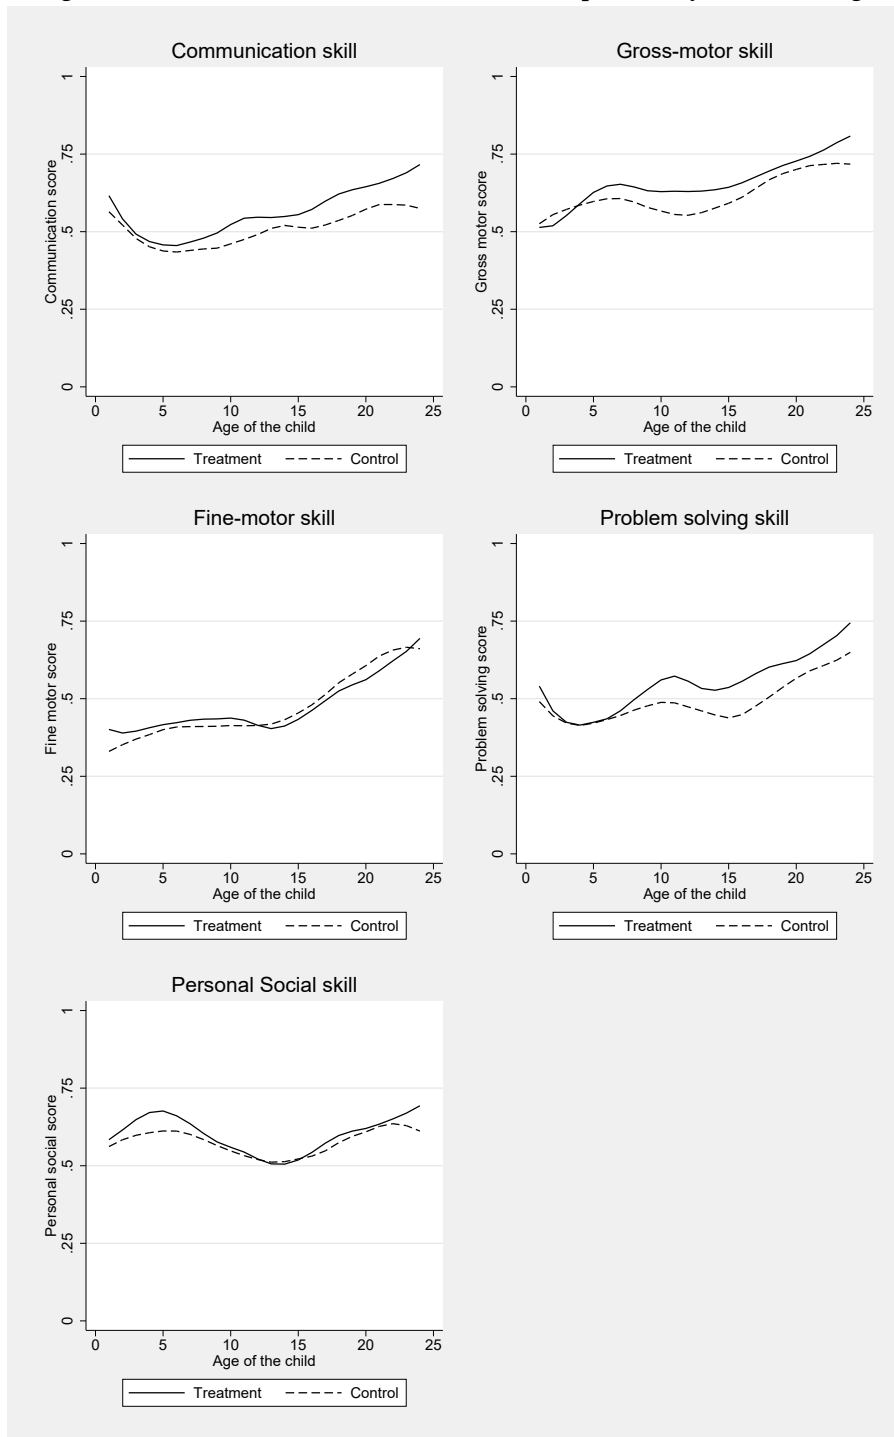 Communication skill
1
.75
.5
.25
0
Communication score
0 5 10 15 20 25
Age of the child
Treatment Control
Gross-motor skill
1
.75
.5
.25
0
Gross motor score
0 5 10 15 20 25
Age of the child
Treatment Control
Fine-motor skill
1
.75
.5
.25
0
Fine motor score
0 5 10 15 20 25
Age of the child
Treatment Control
Problem solving skill
1
.75
.5
.25
0
Problem solving score
0 5 10 15 20 25
Age of the child
Treatment Control
Personal Social skill
1
.75
.5
.25
0
Personal social score
0 5 10 15 20 25
Age of the child
Treatment Control